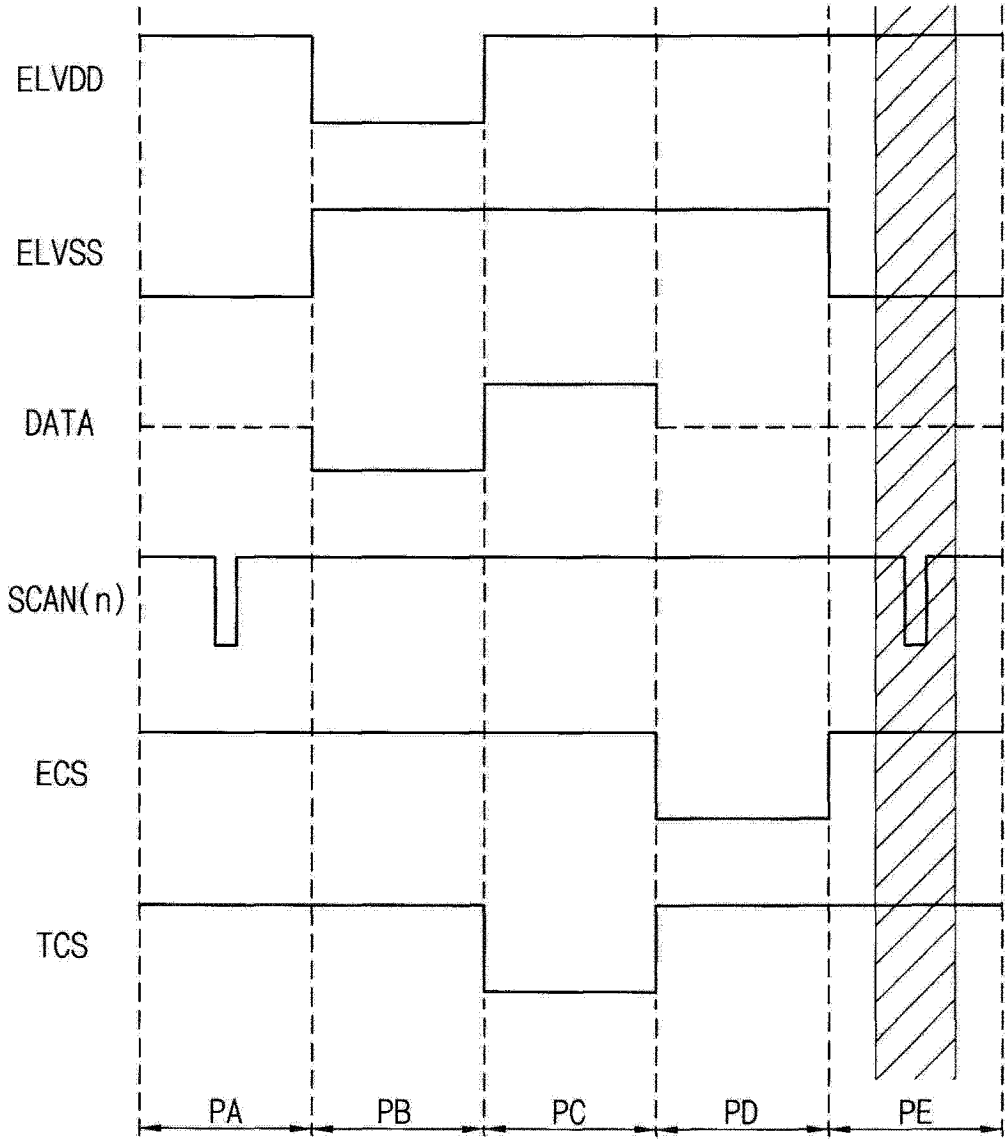 ELVDD
ELVSS
DATA
SCAN(n)
ECS
TCS
PA PB PC PD PE